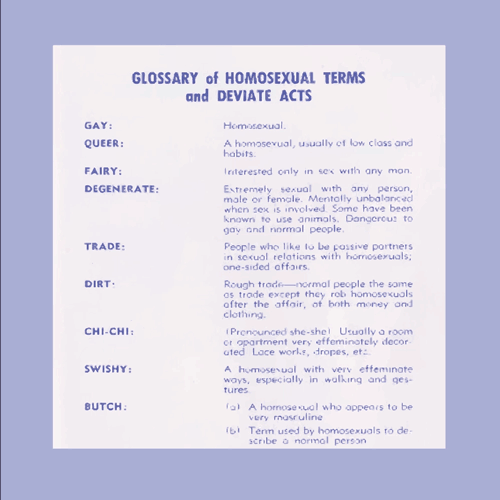 GLOSSARY of HOMOSEXUAL TERMS
and DEVIATE ACTS
GAY: Homosexual.
QUEER: A homosexual, usually of low class and
habits.
FAIRY: Interested only in sex with any man.
DEGENERATE: Extremely sexual with any person,
male or female. Mentally unbalanced
when sex is involved. Some have been
known to use animals. Dangerous to
gay and normal people.
TRADE: People who like to be passive partners
in sexual relations with homosexuals;
one-sided affairs.
DIRT: Rough trade—normal people the same
as trade except they rob homosexuals
after the affair, of both money and
clothing.
CHI-CHI: (Pronounced she-she) Usually a room
or apartment very effeminately decor-
ated. Lace works, drapes, etc.
SWISHY: A homosexual with very effeminate
ways, especially in walking and ges-
tures.
BUTCH: (a) A homosexual who appears to be
very masculine
(b) Term used by homosexuals to de-
scribe a normal person